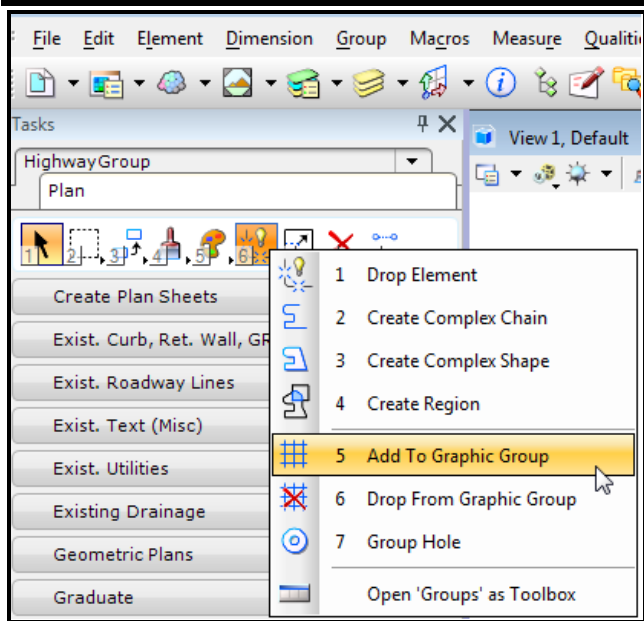 File Edit Element Dimension Group Macros Measure Qualiti
Tasks
View 1, Default
HighwayGroup
Plan
1 2 3 4 5 6
Create Plan Sheets
Exist. Curb, Ret. Wall, GR
Exist. Roadway Lines
Exist. Text (Misc)
Exist. Utilities
Existing Drainage
Geometric Plans
Graduate
1 Drop Element
2 Create Complex Chain
3 Create Complex Shape
4 Create Region
5 Add To Graphic Group
6 Drop From Graphic Group
7 Group Hole
Open 'Groups' as Toolbox